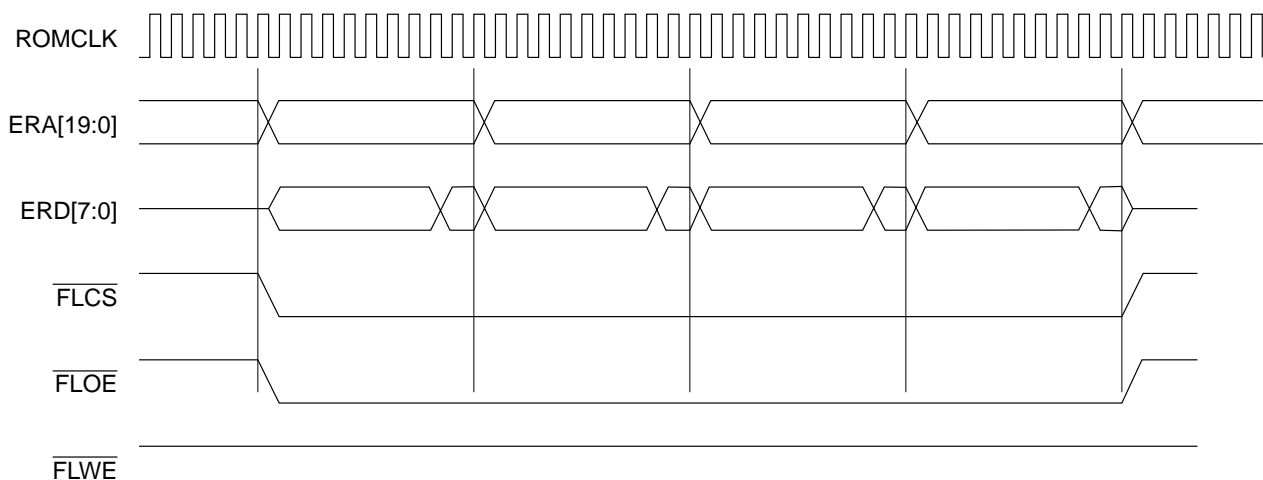 ROMCLK
ERA[19:0]
ERD[7:0]
FLCS
FLOE
FLWE